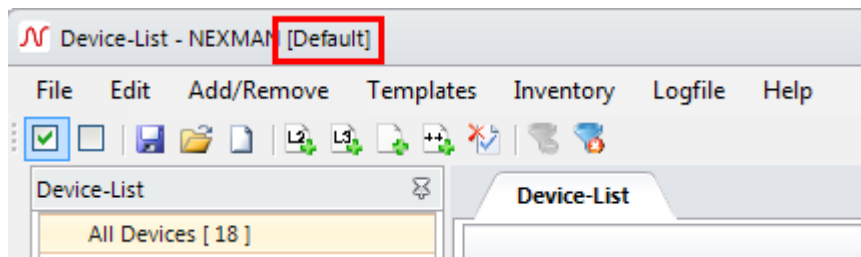 Device-List - NEXMAN [Default]
File Edit Add/Remove Templates Inventory Logfile Help
L2 L3 ++
Device-List Device-List
All Devices [ 18 ]